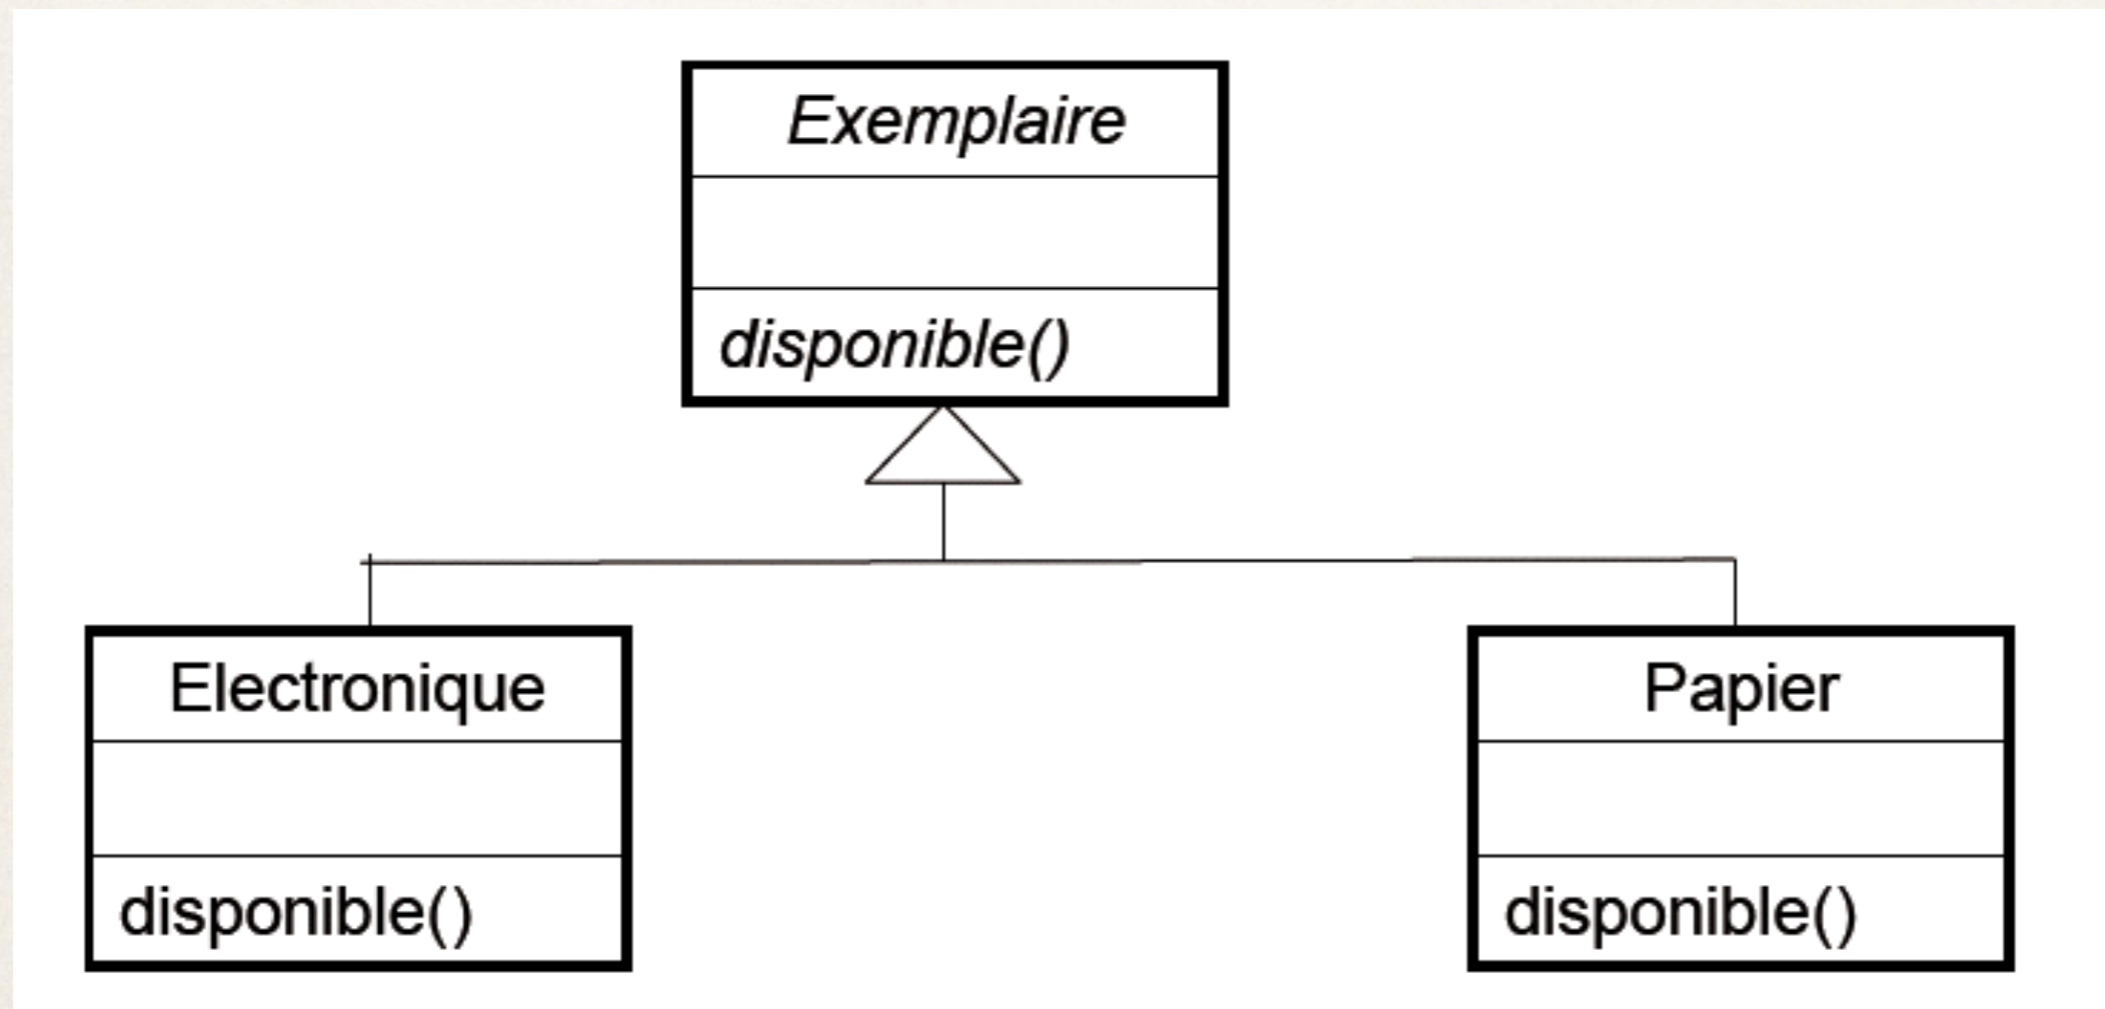 Exemplaire
disponible()
Electronique
disponible()
Papier
disponible()